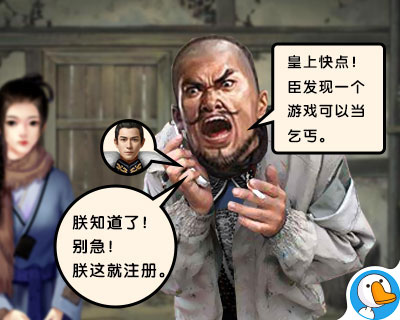 皇上快点！
臣发现一个
游戏可以当
乞丐。
朕知道了！
别急！
朕这就注册。